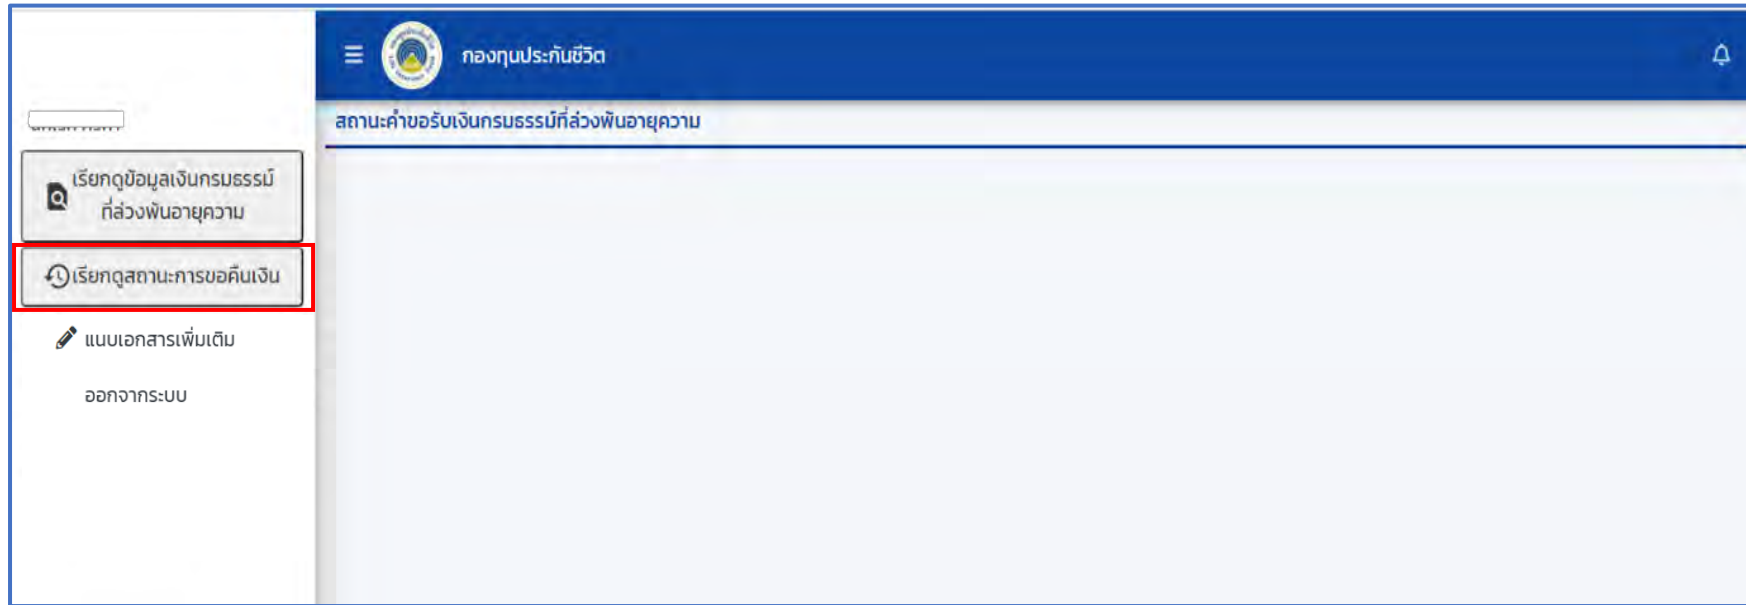 กองทุนประกันชีวิต
สถานะคำขอรับเงินกรมธรรม์ที่ล่วงพ้นอายุความ
เรียกดูข้อมูลเงินกรมธรรม์
ที่ล่วงพ้นอายุความ
เรียกดูสถานะการขอคืนเงิน
แนบเอกสารเพิ่มเติม
ออกจากระบบ